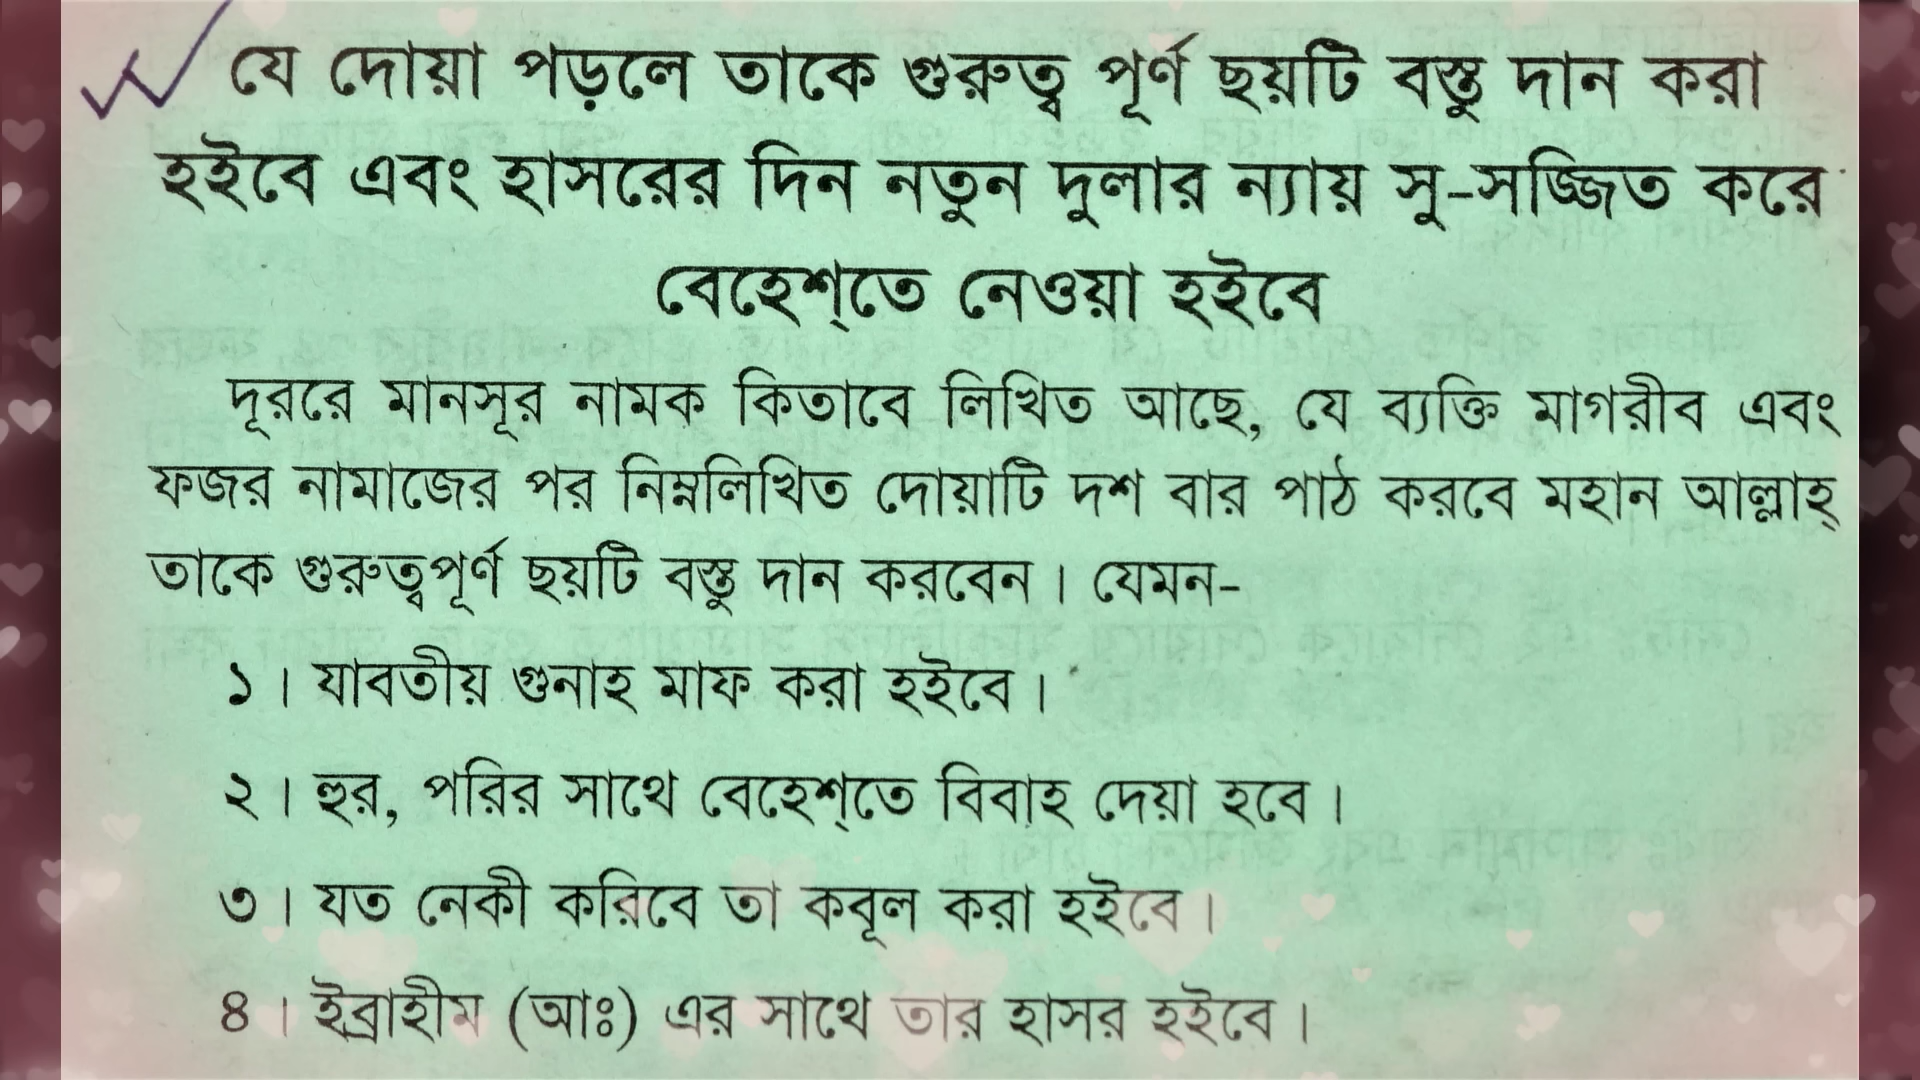 যে দোয়া পড়লে তাকে গুরুত্ব পূর্ণ ছয়টি বস্তু দান করা
হইবে এবং হাসরের দিন নতুন দুলার ন্যায় সু-সজ্জিত করে
বেহেশ্‌তে নেওয়া হইবে
দূররে মানসূর নামক কিতাবে লিখিত আছে, যে ব্যক্তি মাগরীব এবং
ফজর নামাজের পর নিম্নলিখিত দোয়াটি দশ বার পাঠ করবে মহান আল্লাহ্
তাকে গুরুত্বপূর্ণ ছয়টি বস্তু দান করবেন। যেমন-
১। যাবতীয় গুনাহ মাফ করা হইবে।
২। হুর, পরির সাথে বেহেশ্‌তে বিবাহ দেয়া হবে।
৩। যত নেকী করিবে তা কবূল করা হইবে।
৪। ইব্রাহীম (আঃ) এর সাথে তার হাসর হইবে।